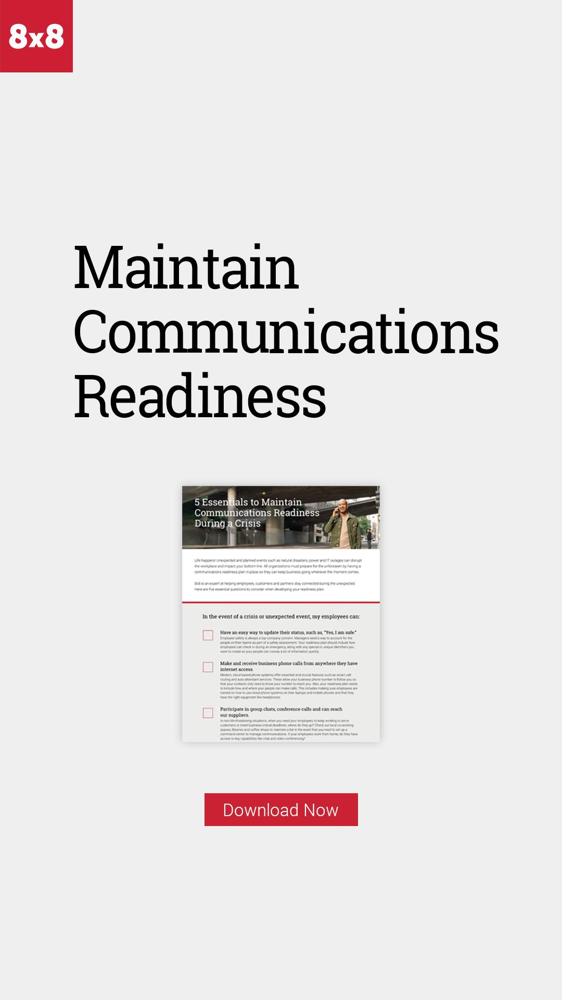 8x8
Maintain
Communications
Readiness
5 Essentials to Maintain
Communications Readiness
During a Crisis
Life happens! Unexpected and planned events such as natural disasters, power and IT outages can disrupt
the workplace and impact your bottom line. All organizations must prepare for the unforeseen by having a
communications readiness plan in place so they can keep business going whenever the moment comes.
8x8 is an expert at helping employees, customers and partners stay connected during the unexpected.
Here are five essential questions to consider when developing your readiness plan.
In the event of a crisis or unexpected event, my employees can:
Have an easy way to update their status, such as, "Yes, I am safe."
Employee safety is always a top-company concern. Managers need a way to account for the
people on their teams as part of a safety assessment. Your readiness plan should include how
employees can check in during an emergency, along with any special or unique identifiers you
want to create so your people can convey a lot of information quickly.
Make and receive business phone calls from anywhere they have
internet access.
Modern, cloud-based phone systems offer essential and crucial features such as smart call
routing and auto-attendant services. These allow your business phone number to follow you so
that your contacts only need to know your number to reach you. Also, your readiness plan needs
to include how and where your people can make calls. This includes making sure employees are
trained on how to use cloud phone systems on their laptops and mobile phones and that they
have the right equipment like headphones.
Participate in group chats, conference calls and can reach
our suppliers.
In non-life-threatening situations, when you need your employees to keep working to serve
customers or meet business-critical deadlines, where do they go? Check out local co-working
spaces, libraries and coffee shops to maintain a list in the event that you need to set up a
command center to manage communications. If your employees work from home, do they have
access to key capabilities like chat and video conferencing?
Download Now